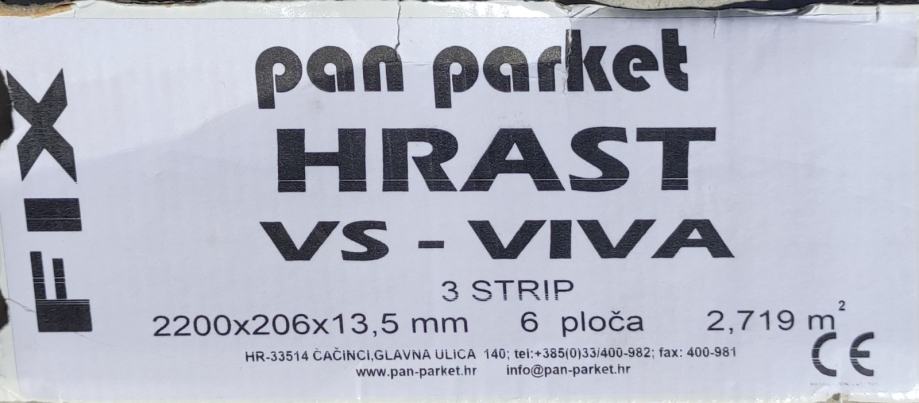 FIX
pan parket
HRAST
VS - VIVA
3 STRIP
2200x206x13,5 mm 6 ploča 2,719 m²
HR-33514 ČAČINCI,GLAVNA ULICA 140; tel:+385(0)33/400-982; fax: 400-981
www.pan-parket.hr info@pan-parket.hr
CE